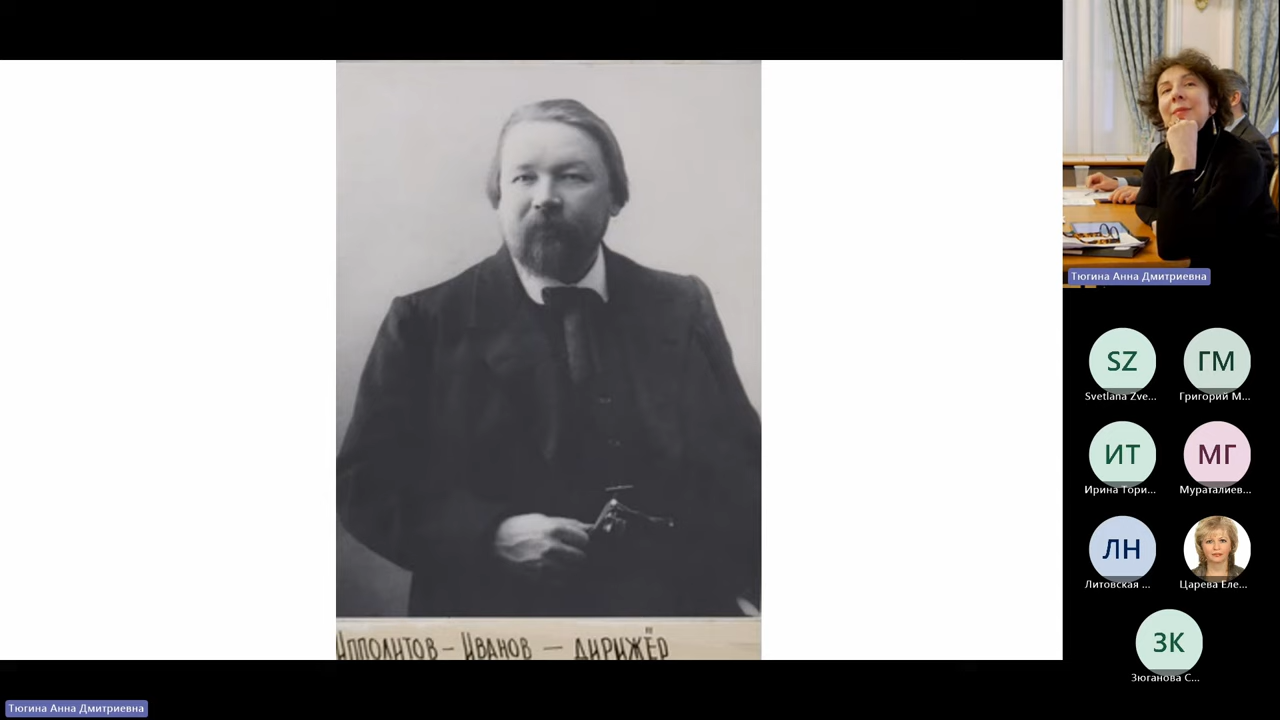 Ипполитов – Иванов — дирижёр
Тюгина Анна Дмитриевна
SZ
ГМ
Svetlana Zve...
Григорий М...
ИТ
МГ
Ирина Тори...
Мураталиев...
ЛН
Литовская ...
Царева Еле...
ЗК
Зюганова С...
Тюгина Анна Дмитриевна